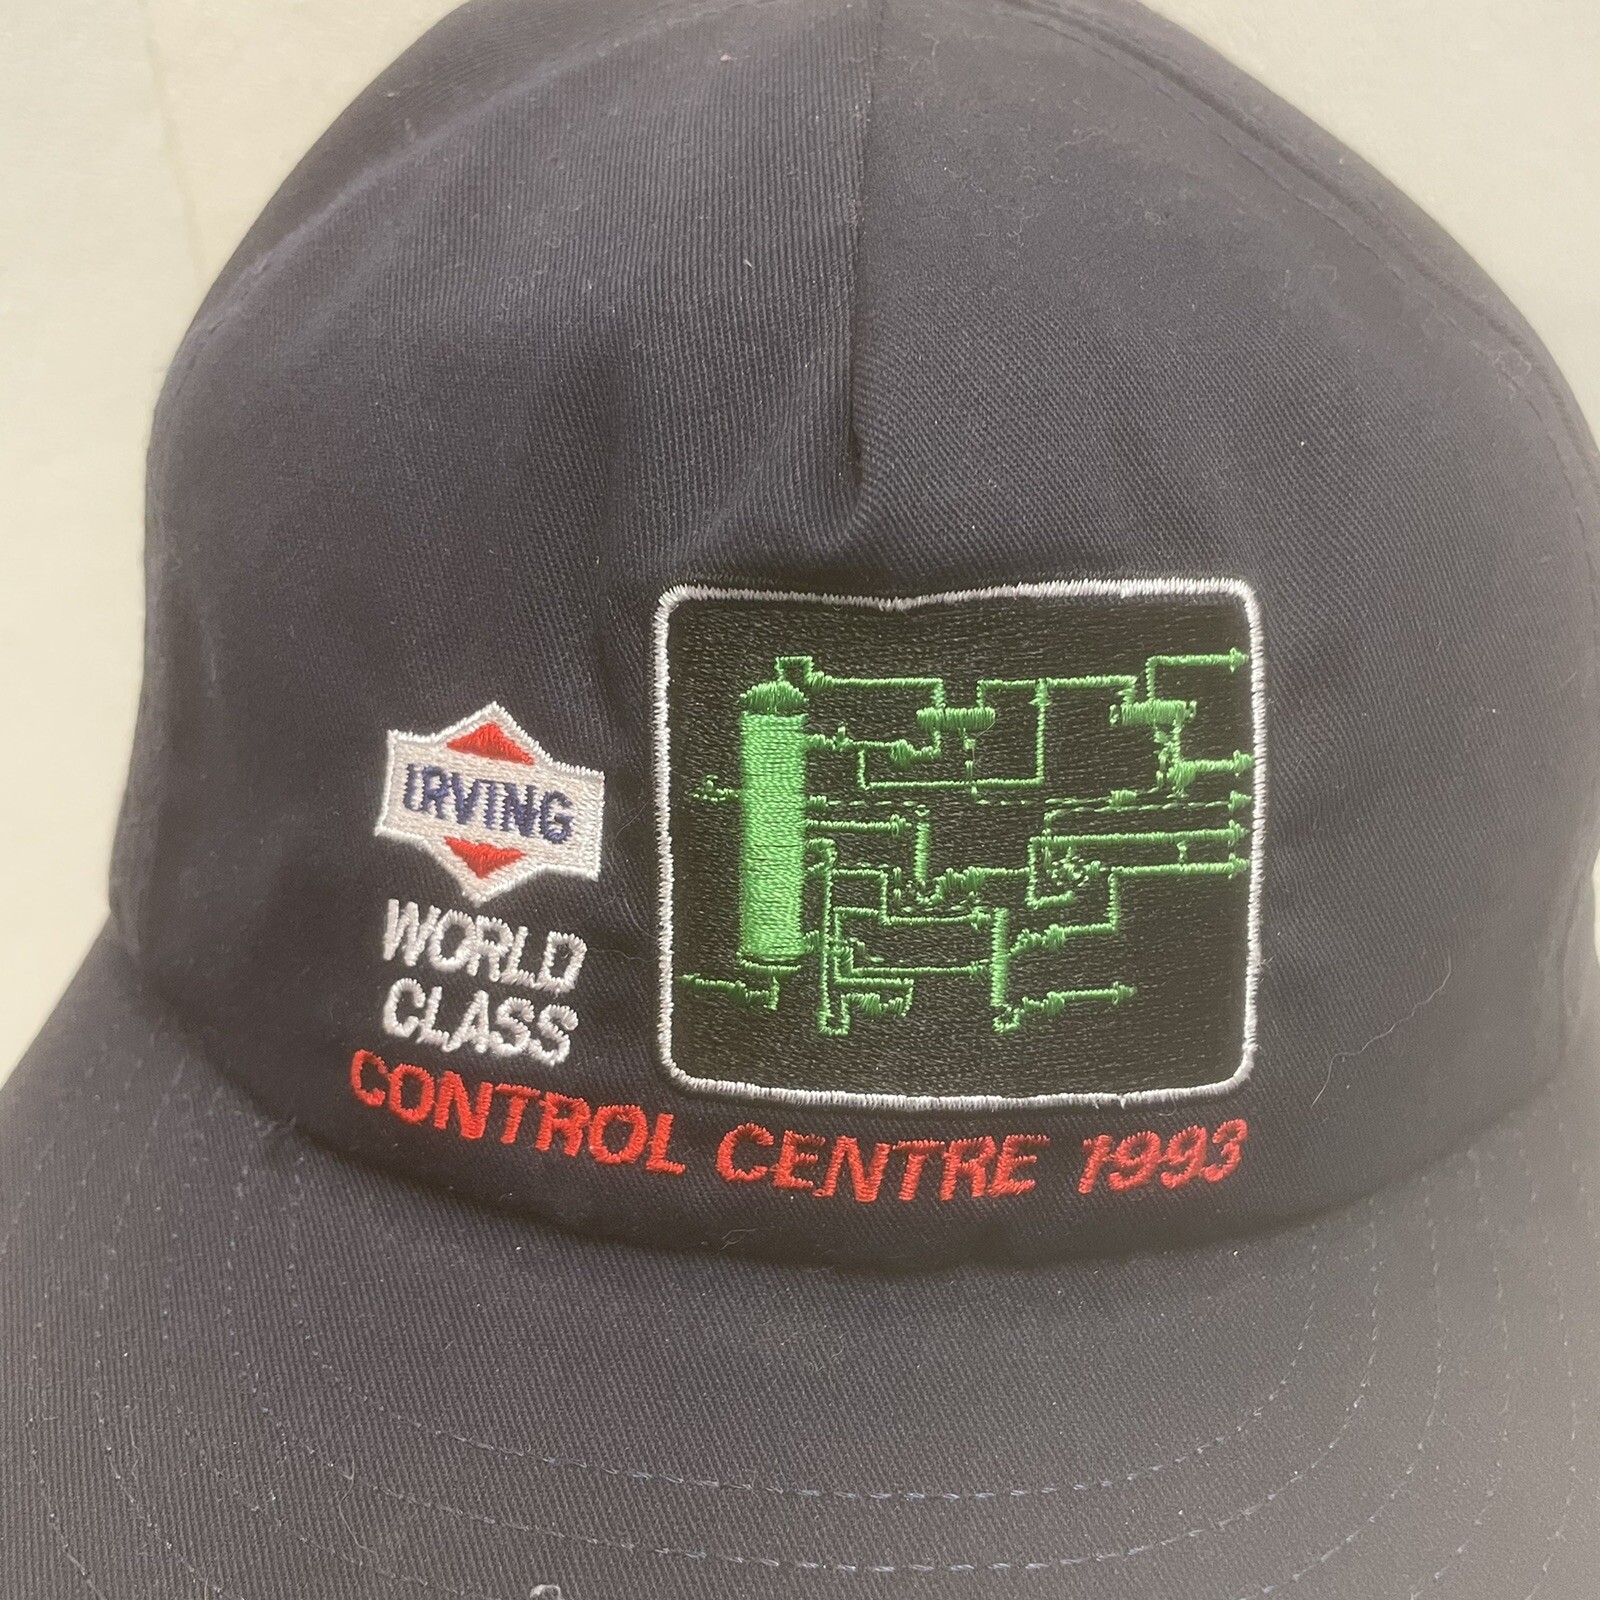 IRVING
WORLD
CLASS
CONTROL CENTRE 1993